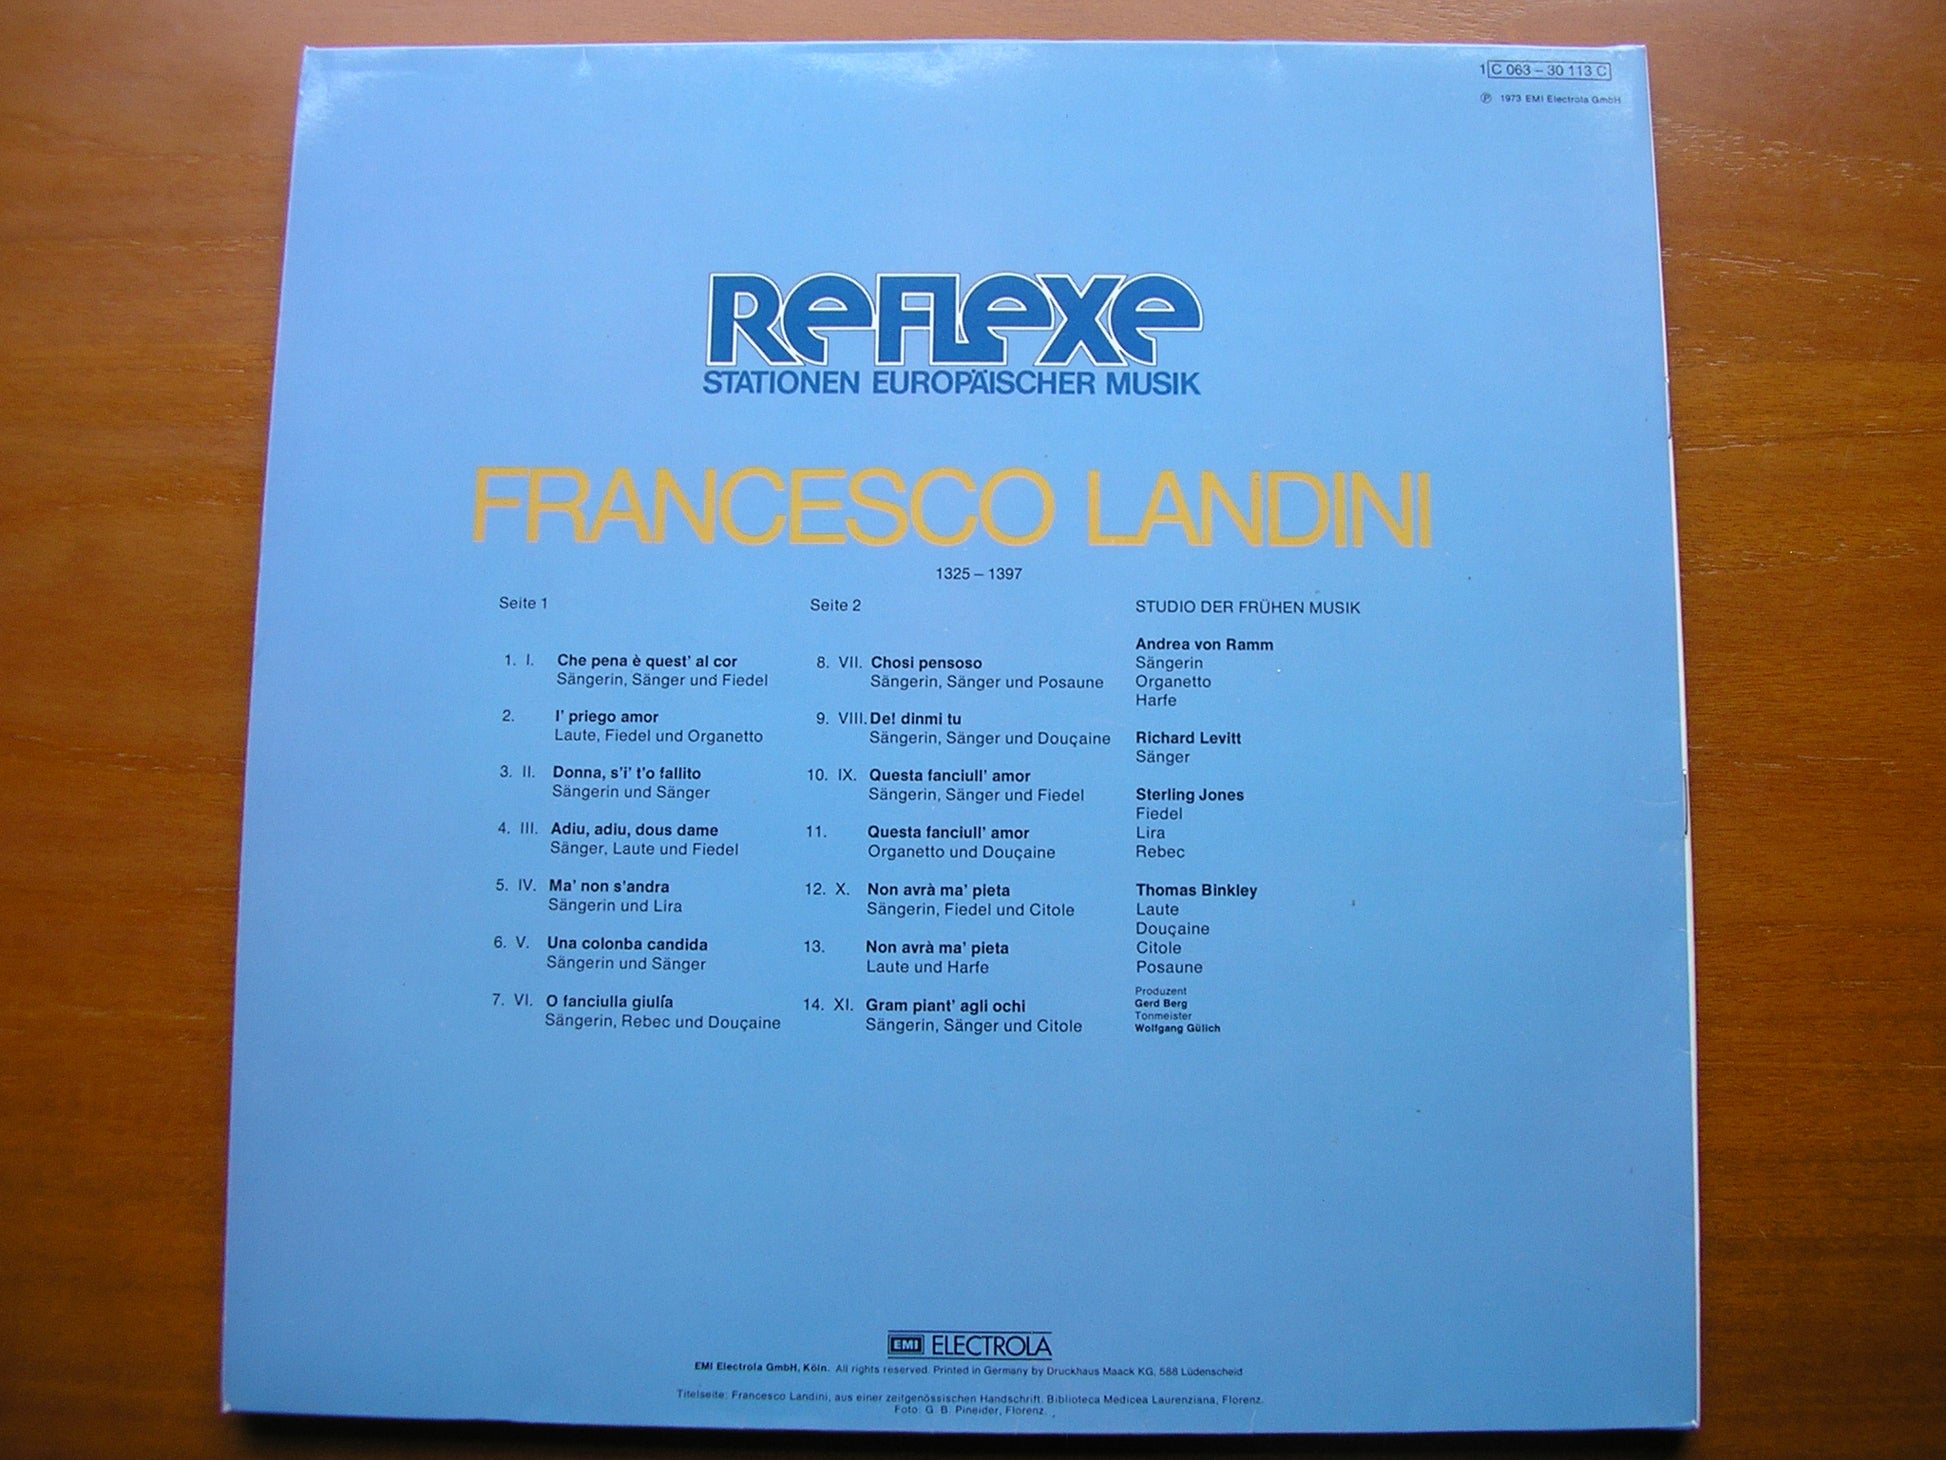 1 C 063 – 30 113 C
℗ 1973 EMI Electrola GmbH
REFLEXE
STATIONEN EUROPÄISCHER MUSIK
FRANCESCO LANDINI
1325 – 1397
Seite 1
1. I. Che pena è quest' al cor
Sängerin, Sänger und Fiedel
2. I' priego amor
Laute, Fiedel und Organetto
3. II. Donna, s'i' t'o fallito
Sängerin und Sänger
4. III. Adiu, adiu, dous dame
Sänger, Laute und Fiedel
5. IV. Ma' non s'andra
Sängerin und Lira
6. V. Una colonba candida
Sängerin und Sänger
7. VI. O fanciulla giulía
Sängerin, Rebec und Douçaine
Seite 2
8. VII. Chosi pensoso
Sängerin, Sänger und Posaune
9. VIII. De! dinmi tu
Sängerin, Sänger und Douçaine
10. IX. Questa fanciull' amor
Sängerin, Sänger und Fiedel
11. Questa fanciull' amor
Organetto und Douçaine
12. X. Non avrà ma' pieta
Sängerin, Fiedel und Citole
13. Non avrà ma' pieta
Laute und Harfe
14. XI. Gram piant' agli ochi
Sängerin, Sänger und Citole
STUDIO DER FRÜHEN MUSIK
Andrea von Ramm
Sängerin
Organetto
Harfe
Richard Levitt
Sänger
Sterling Jones
Fiedel
Lira
Rebec
Thomas Binkley
Laute
Douçaine
Citole
Posaune
Produzent
Gerd Berg
Tonmeister
Wolfgang Gülich
EMI ELECTROLA
EMI Electrola GmbH, Köln. All rights reserved. Printed in Germany by Druckhaus Maack KG, 588 Lüdenscheid
Titelseite: Francesco Landini, aus einer zeitgenössischen Handschrift. Biblioteca Medicea Laurenziana, Florenz.
Foto: G. B. Pineider, Florenz.